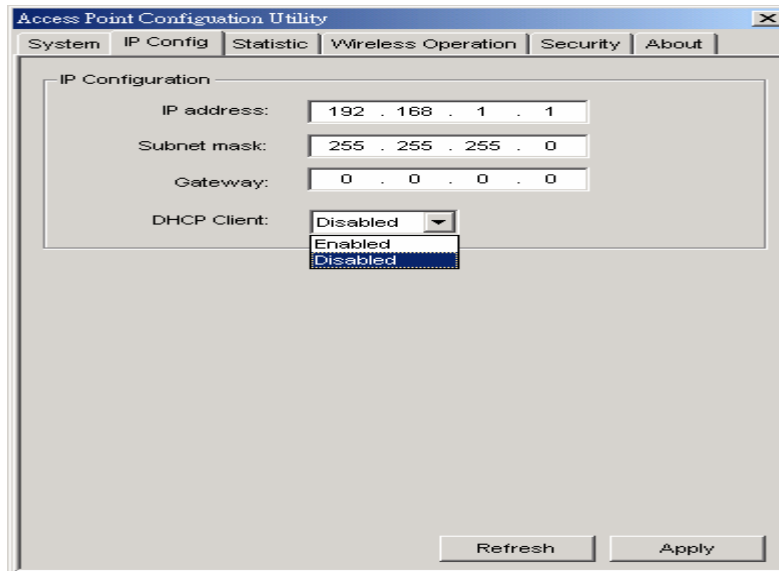 Access Point Configuation Utility
System IP Config Statistic Wireless Operation Security About
IP Configuration
IP address: 192 . 168 . 1 . 1
Subnet mask: 255 . 255 . 255 . 0
Gateway: 0 . 0 . 0 . 0
DHCP Client: Disabled
Enabled
Disabled
Refresh Apply